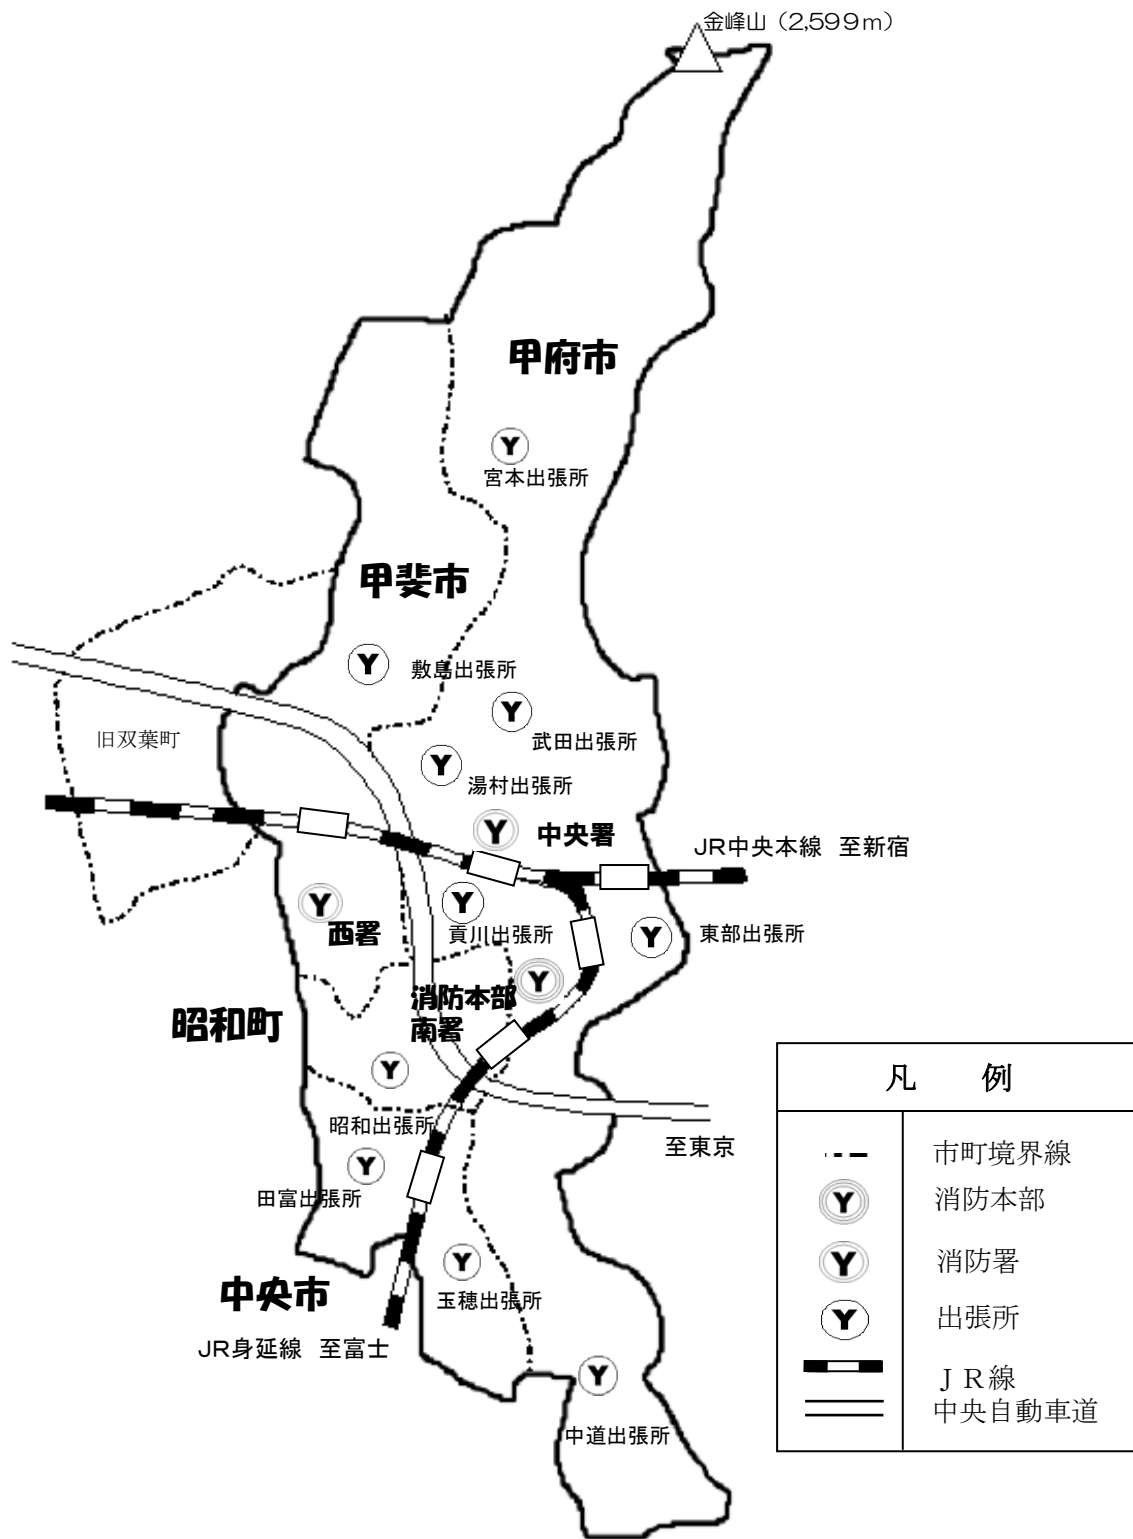 金峰山（2,599ｍ）
甲府市
宮本出張所
甲斐市
敷島出張所
武田出張所
旧双葉町
湯村出張所
中央署
JR中央本線　至新宿
西署
貢川出張所
東部出張所
消防本部
南署
昭和町
昭和出張所
至東京
田富出張所
中央市
玉穂出張所
JR身延線　至富士
中道出張所
凡　例
市町境界線
消防本部
消防署
出張所
ＪＲ線
中央自動車道